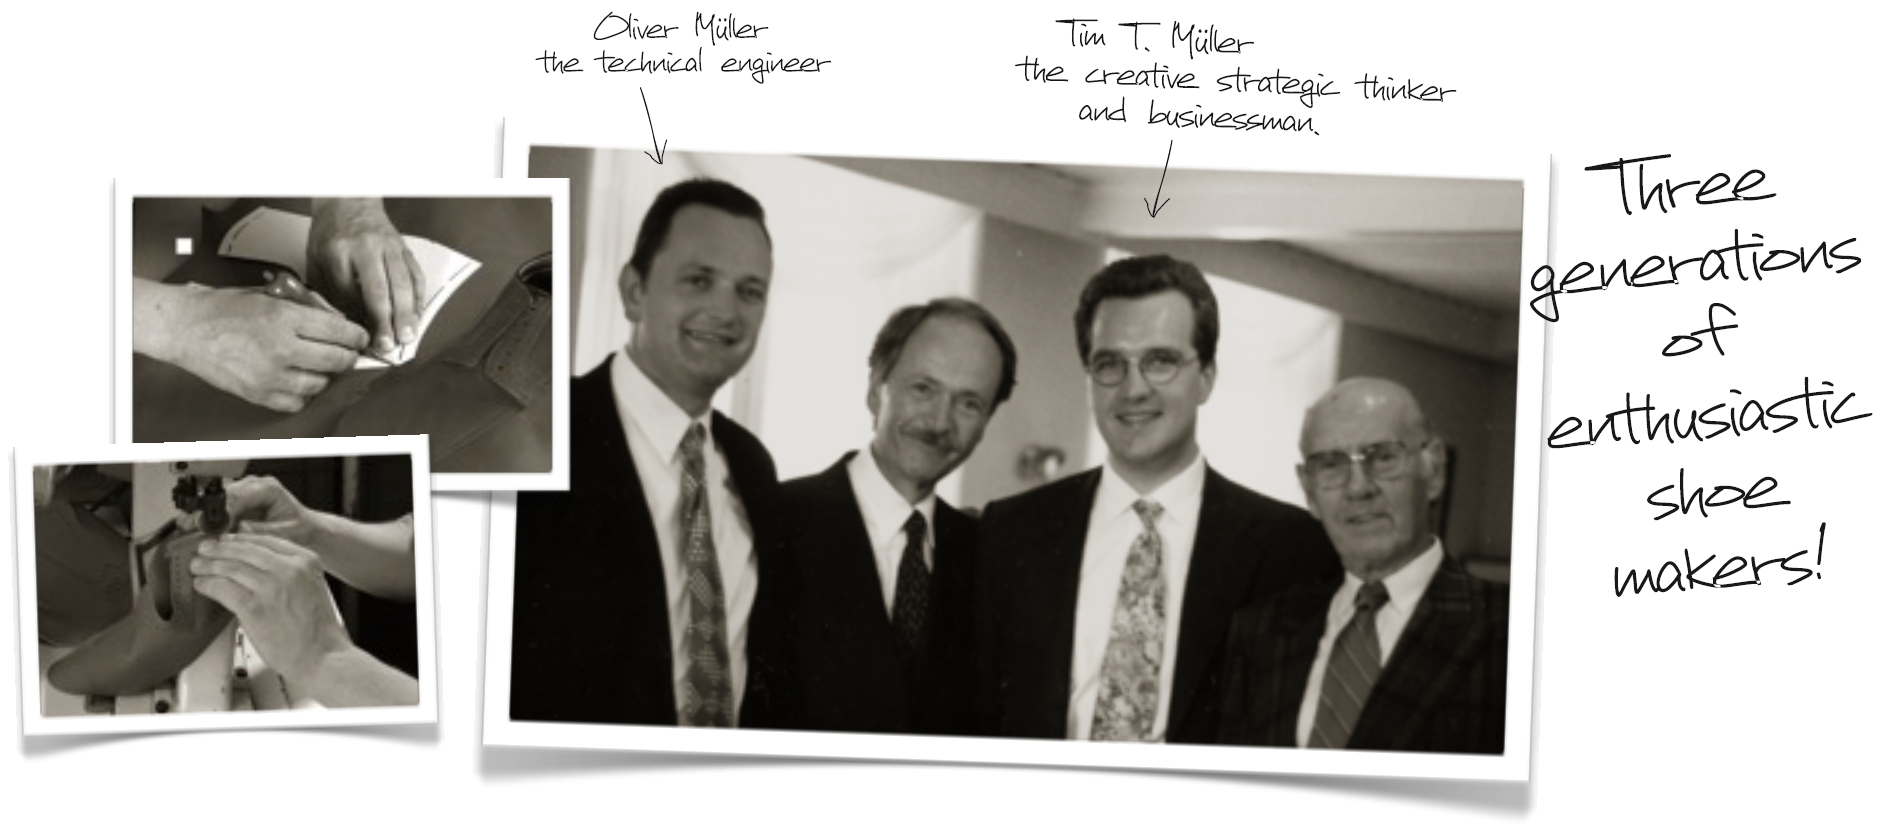 Oliver Müller
the technical engineer
Tim T. Müller
the creative strategic thinker
and businessman.
Three
generations
of
enthusiastic
shoe
makers!